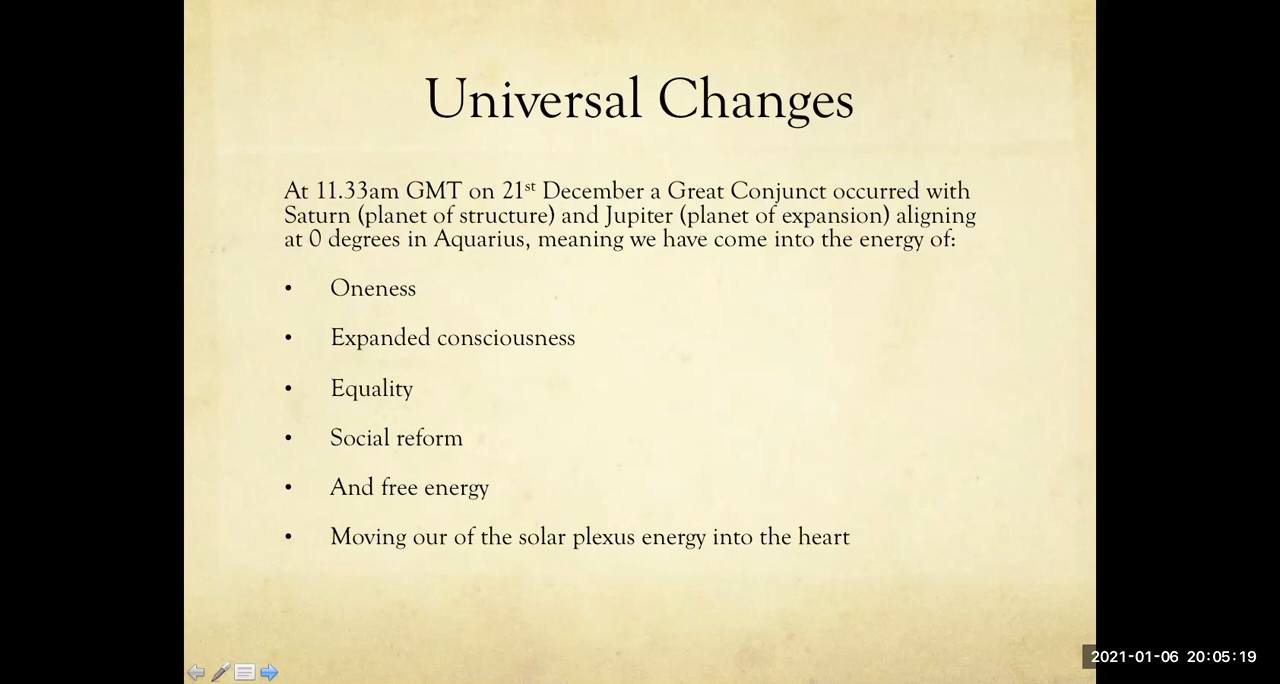 Universal Changes
At 11.33am GMT on 21st December a Great Conjunct occurred with
Saturn (planet of structure) and Jupiter (planet of expansion) aligning
at 0 degrees in Aquarius, meaning we have come into the energy of:
• Oneness
• Expanded consciousness
• Equality
• Social reform
• And free energy
• Moving our of the solar plexus energy into the heart
2021-01-06 20:05:19